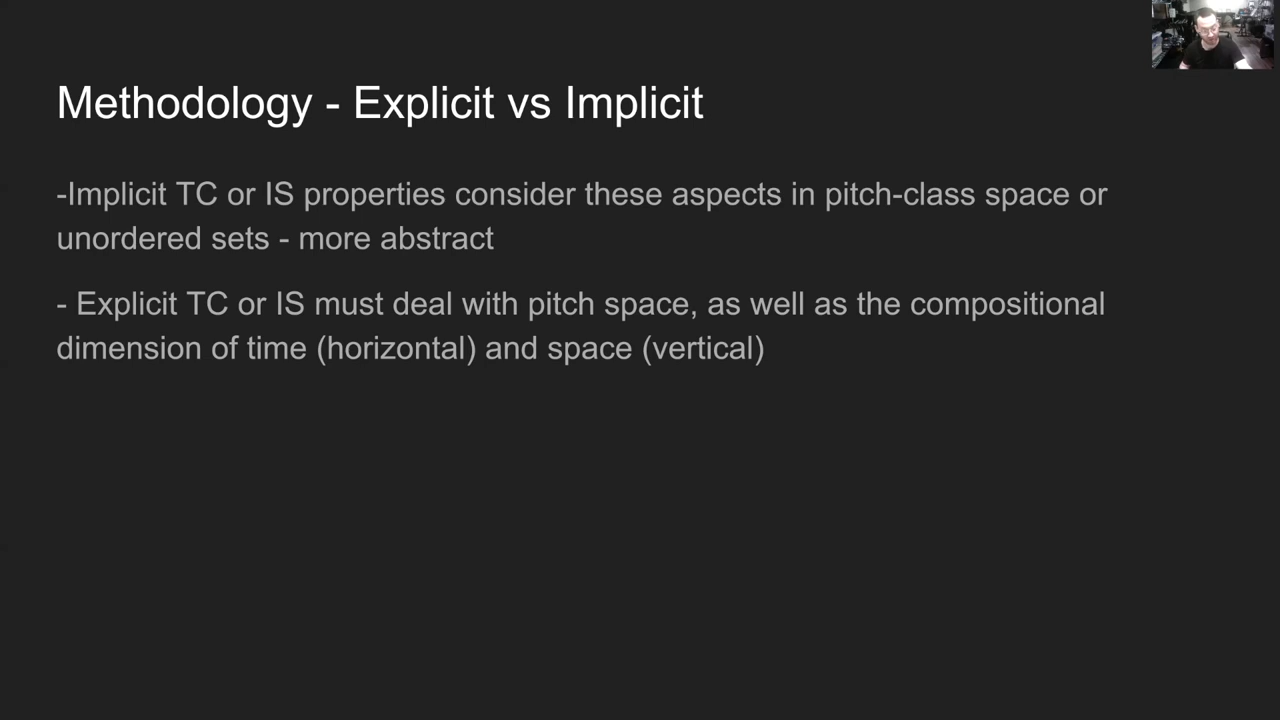 Methodology - Explicit vs Implicit
-Implicit TC or IS properties consider these aspects in pitch-class space or
unordered sets - more abstract
- Explicit TC or IS must deal with pitch space, as well as the compositional
dimension of time (horizontal) and space (vertical)